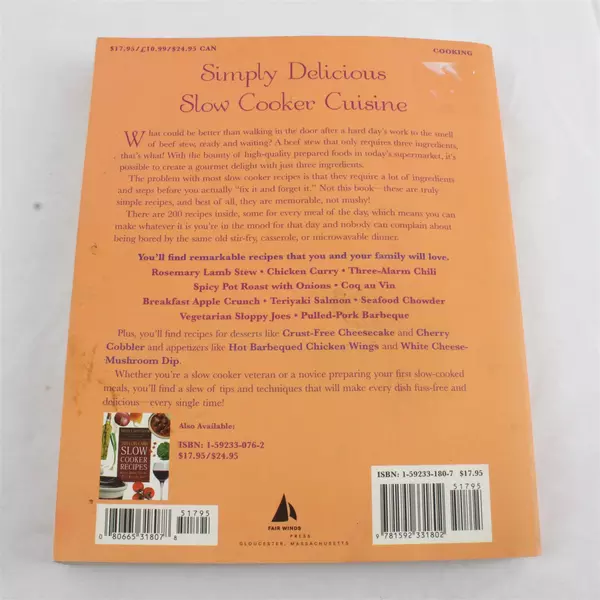 $17.95/£10.99/$24.95 CAN
COOKING
Simply Delicious
Slow Cooker Cuisine
What could be better than walking in the door after a hard day's work to the smell
of beef stew, ready and waiting? A beef stew that only requires three ingredients,
that's what! With the bounty of high-quality prepared foods in today's supermarket, it's
possible to create a gourmet delight with just three ingredients.
The problem with most slow cooker recipes is that they require a lot of ingredients
and steps before you actually "fix it and forget it." Not this book—these are truly
simple recipes, and best of all, they are memorable, not mushy!
There are 200 recipes inside, some for every meal of the day, which means you can
make whatever it is you're in the mood for that day and nobody can complain about
being bored by the same old stir-fry, casserole, or microwavable dinner.
You'll find remarkable recipes that you and your family will love.
Rosemary Lamb Stew • Chicken Curry • Three-Alarm Chili
Spicy Pot Roast with Onions • Coq au Vin
Breakfast Apple Crunch • Teriyaki Salmon • Seafood Chowder
Vegetarian Sloppy Joes • Pulled-Pork Barbeque
Plus, you'll find recipes for desserts like Crust-Free Cheesecake and Cherry
Cobbler and appetizers like Hot Barbequed Chicken Wings and White Cheese-
Mushroom Dip.
Whether you're a slow cooker veteran or a novice preparing your first slow-cooked
meals, you'll find a slew of tips and techniques that will make every dish fuss-free and
delicious—every single time!
SLOW
COOKER
RECIPES
Also Available:
ISBN: 1-59233-076-2
$17.95/$24.95
51795
0 80665 31807 8
FAIR WINDS
PRESS
GLOUCESTER, MASSACHUSETTS
ISBN: 1-59233-180-7 $17.95
51795
9 781592 331802